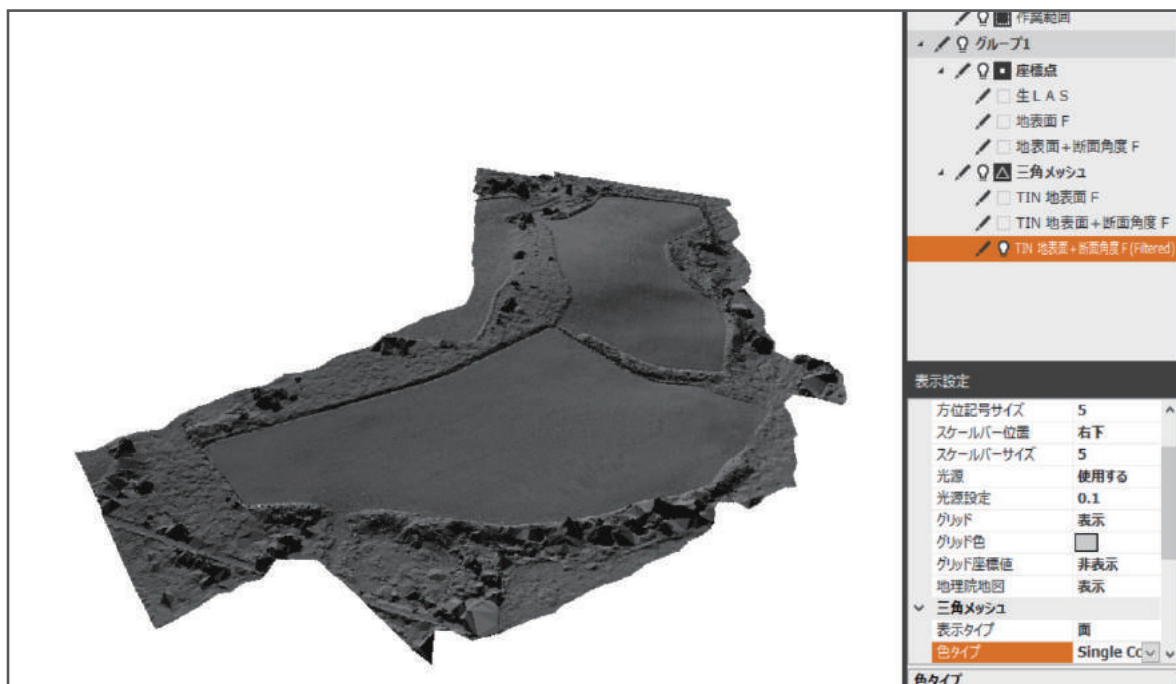 作業範囲
グループ1
座標点
生LAS
地表面 F
地表面+断面角度 F
三角メッシュ
TIN 地表面 F
TIN 地表面+断面角度 F
TIN 地表面+断面角度 F (Filtered)
表示設定
方位記号サイズ 5
スケールバー位置 右下
スケールバーサイズ 5
光源 使用する
光源設定 0.1
グリッド 表示
グリッド色
グリッド座標値 非表示
地理院地図 表示
三角メッシュ
表示タイプ 面
色タイプ Single Co
色タイプ